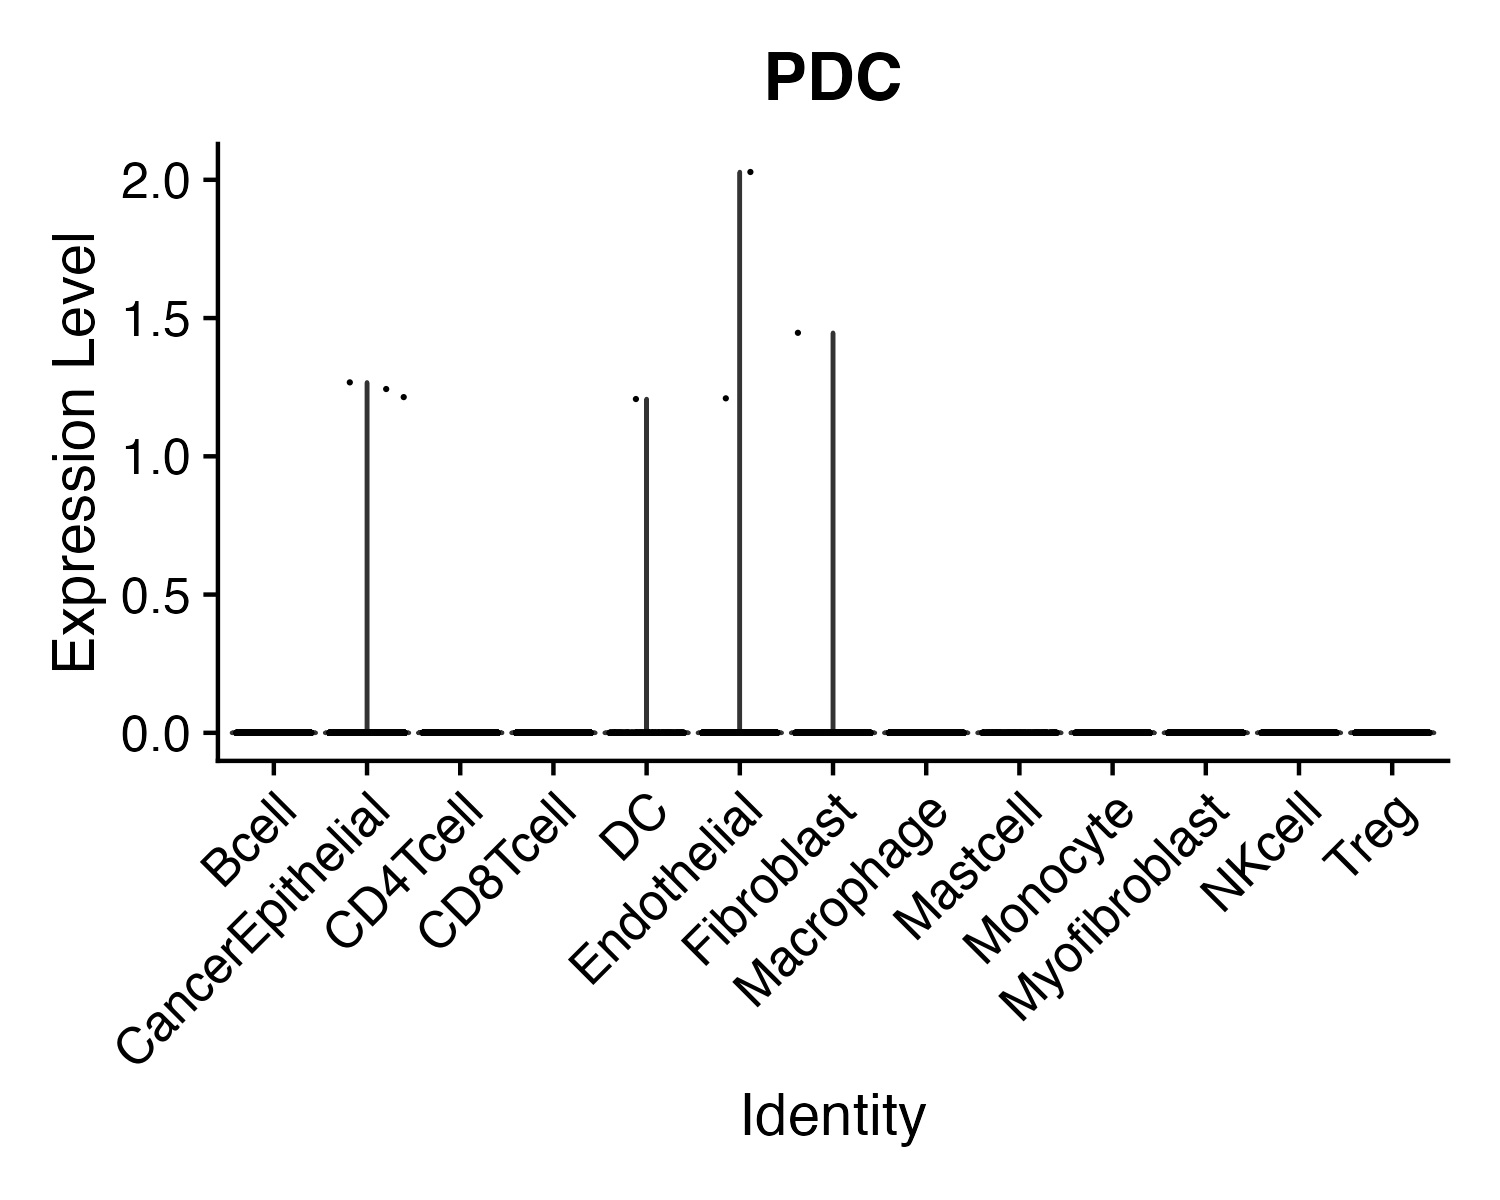 PDC
Expression Level
2.0
1.5
1.0
0.5
0.0
Bcell
CancerEpithelial
CD4Tcell
CD8Tcell
DC
Endothelial
Fibroblast
Macrophage
Mastcell
Monocyte
Myofibroblast
NKcell
Treg
Identity